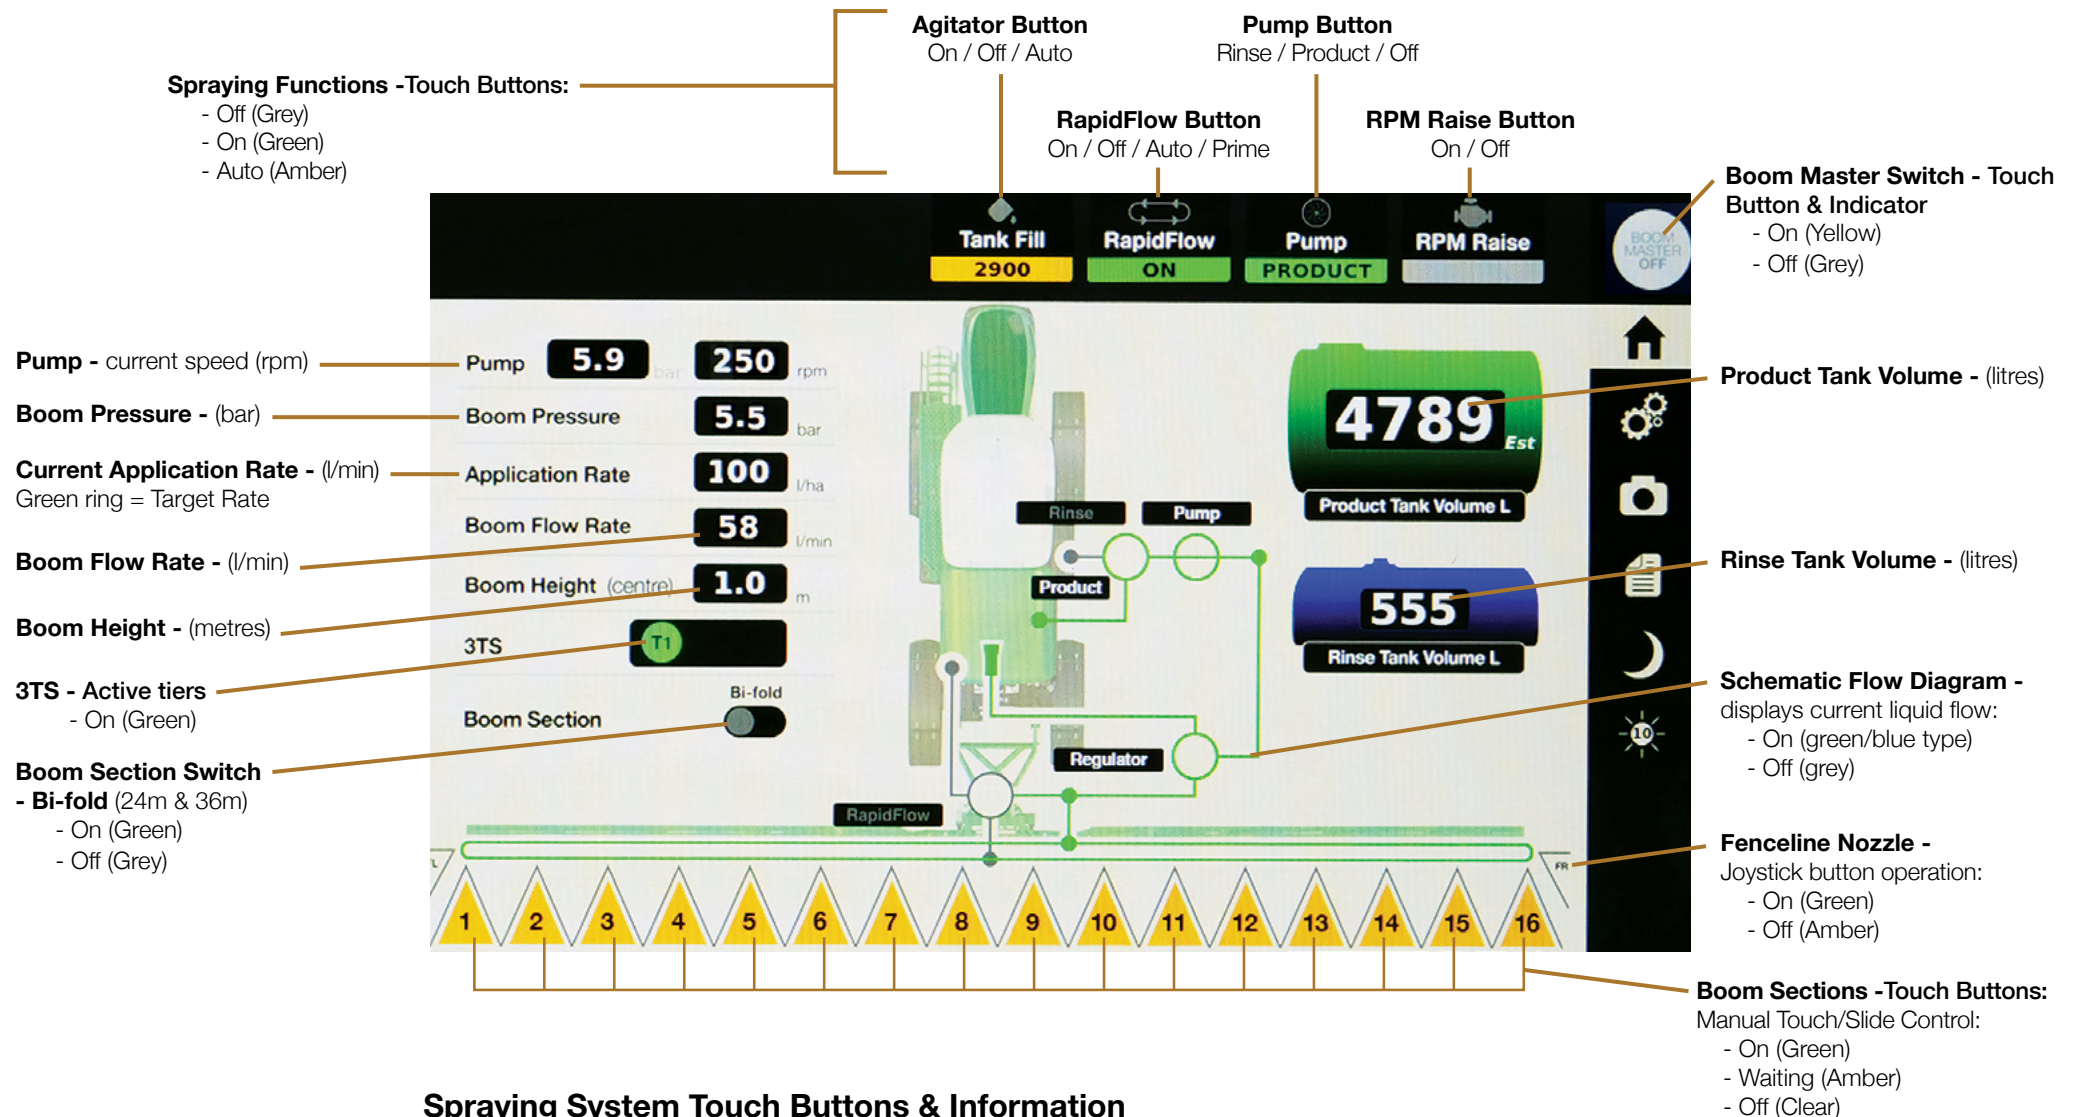 Agitator Button
On / Off / Auto
Pump Button
Rinse / Product / Off
Spraying Functions -Touch Buttons:
- Off (Grey)
- On (Green)
- Auto (Amber)
RapidFlow Button
On / Off / Auto / Prime
RPM Raise Button
On / Off
Boom Master Switch - Touch
Button & Indicator
- On (Yellow)
- Off (Grey)
Tank Fill
2900
RapidFlow
ON
Pump
PRODUCT
RPM Raise
BOOM
MASTER
OFF
Pump - current speed (rpm)
Boom Pressure - (bar)
Current Application Rate - (l/min)
Green ring = Target Rate
Boom Flow Rate - (l/min)
Boom Height - (metres)
3TS - Active tiers
- On (Green)
Boom Section Switch
- Bi-fold (24m & 36m)
- On (Green)
- Off (Grey)
Pump 5.9 bar 250 rpm
Boom Pressure 5.5 bar
Application Rate 100 l/ha
Boom Flow Rate 58 l/min
Boom Height (centre) 1.0 m
3TS T1
Bi-fold
Boom Section
Rinse
Pump
Product
Regulator
RapidFlow
4789 Est
Product Tank Volume L
555
Rinse Tank Volume L
10
FR
1 2 3 4 5 6 7 8 9 10 11 12 13 14 15 16
Product Tank Volume - (litres)
Rinse Tank Volume - (litres)
Schematic Flow Diagram -
displays current liquid flow:
- On (green/blue type)
- Off (grey)
Fenceline Nozzle -
Joystick button operation:
- On (Green)
- Off (Amber)
Boom Sections -Touch Buttons:
Manual Touch/Slide Control:
- On (Green)
- Waiting (Amber)
- Off (Clear)
Spraying System Touch Buttons & Information